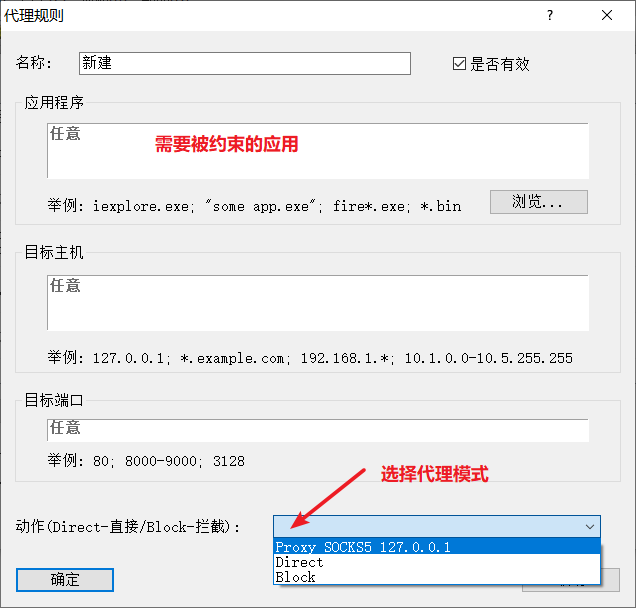 代理规则
?
名称:
新建
是否有效
应用程序
任意
需要被约束的应用
举例: iexplore.exe; "some app.exe"; fire*.exe; *.bin
浏览...
目标主机
任意
举例: 127.0.0.1; *.example.com; 192.168.1.*; 10.1.0.0-10.5.255.255
目标端口
任意
举例: 80; 8000-9000; 3128
选择代理模式
动作(Direct-直接/Block-拦截):
Proxy SOCKS5 127.0.0.1
Direct
Block
确定